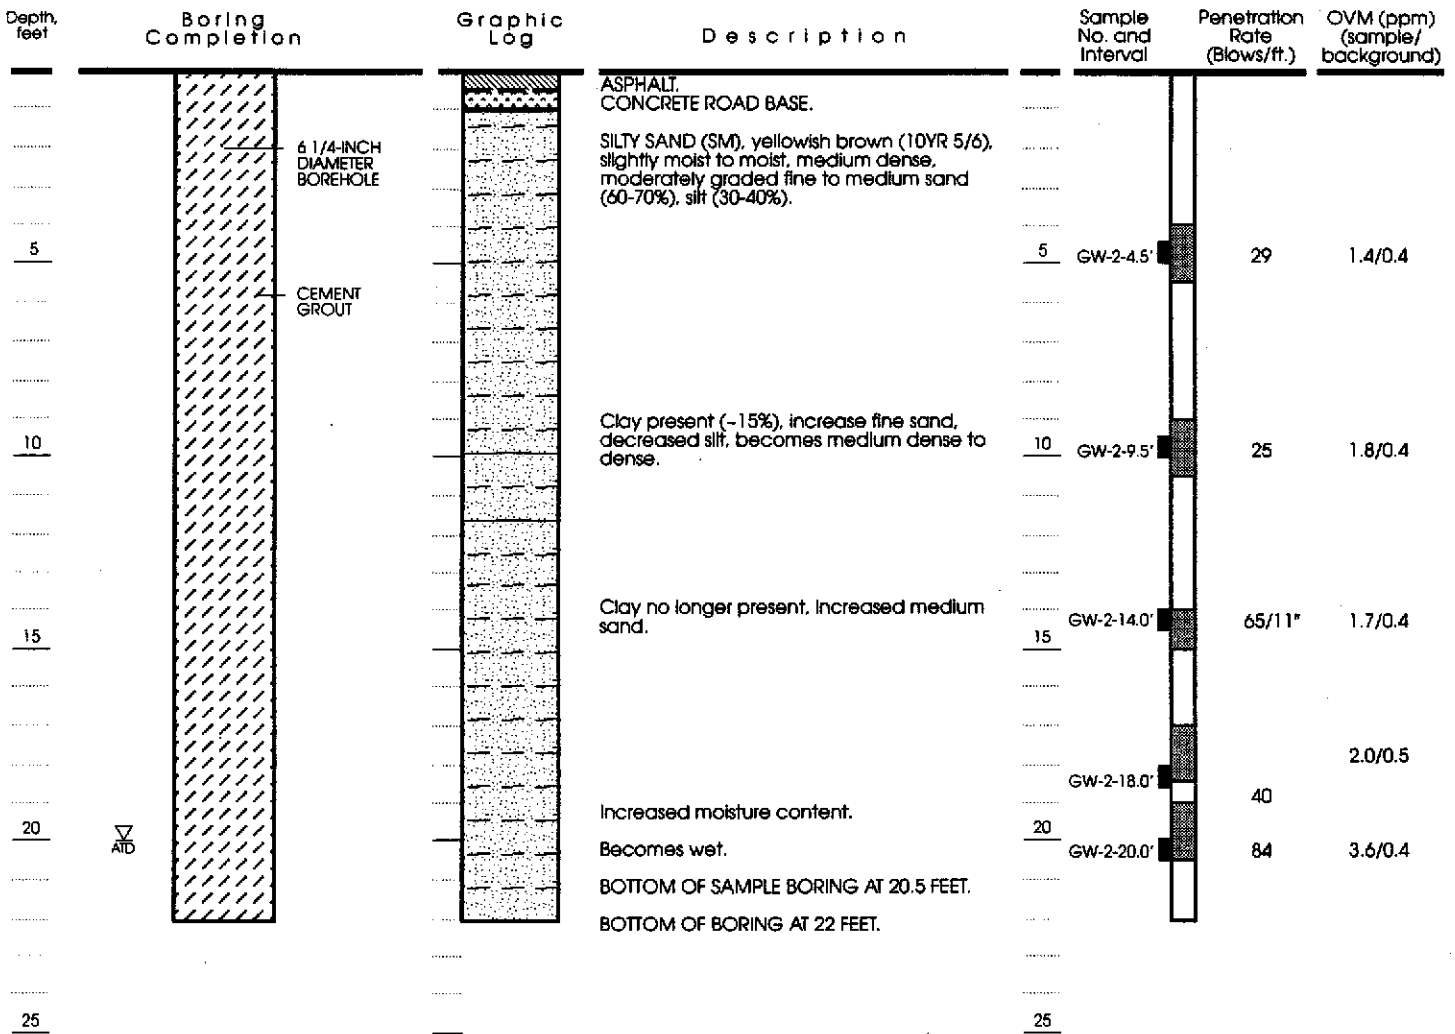 Depth, feet
Boring Completion
Graphic Log
Description
Sample No. and Interval
Penetration Rate (Blows/ft.)
OVM (ppm) (sample/ background)
ASPHALT.
CONCRETE ROAD BASE.
6 1/4-INCH
DIAMETER
BOREHOLE
SILTY SAND (SM), yellowish brown (10YR 5/6),
slightly moist to moist, medium dense,
moderately graded fine to medium sand
(60-70%), silt (30-40%).
5
5
GW-2-4.5'
29
1.4/0.4
CEMENT
GROUT
Clay present (~15%), increase fine sand,
decreased silt, becomes medium dense to
dense.
10
10
GW-2-9.5'
25
1.8/0.4
Clay no longer present, increased medium
sand.
15
15
GW-2-14.0'
65/11"
1.7/0.4
2.0/0.5
GW-2-18.0'
40
Increased moisture content.
20
ATD
20
Becomes wet.
GW-2-20.0'
84
3.6/0.4
BOTTOM OF SAMPLE BORING AT 20.5 FEET.
BOTTOM OF BORING AT 22 FEET.
25
25